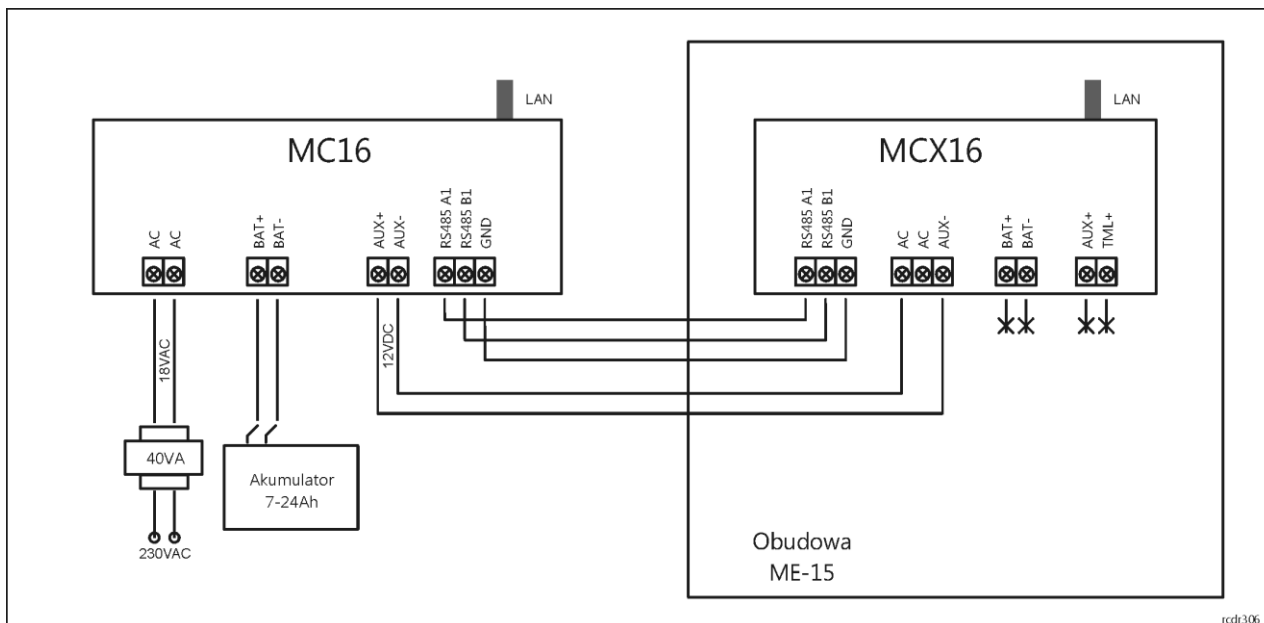 LAN
MC16
AC
AC
BAT+
BAT-
AUX+
AUX-
RS485 A1
RS485 B1
GND
18VAC
12VDC
40VA
230VAC
Akumulator
7-24Ah
LAN
MCX16
RS485 A1
RS485 B1
GND
AC
AC
AUX-
BAT+
BAT-
AUX+
TML+
Obudowa
ME-15
rcdr306